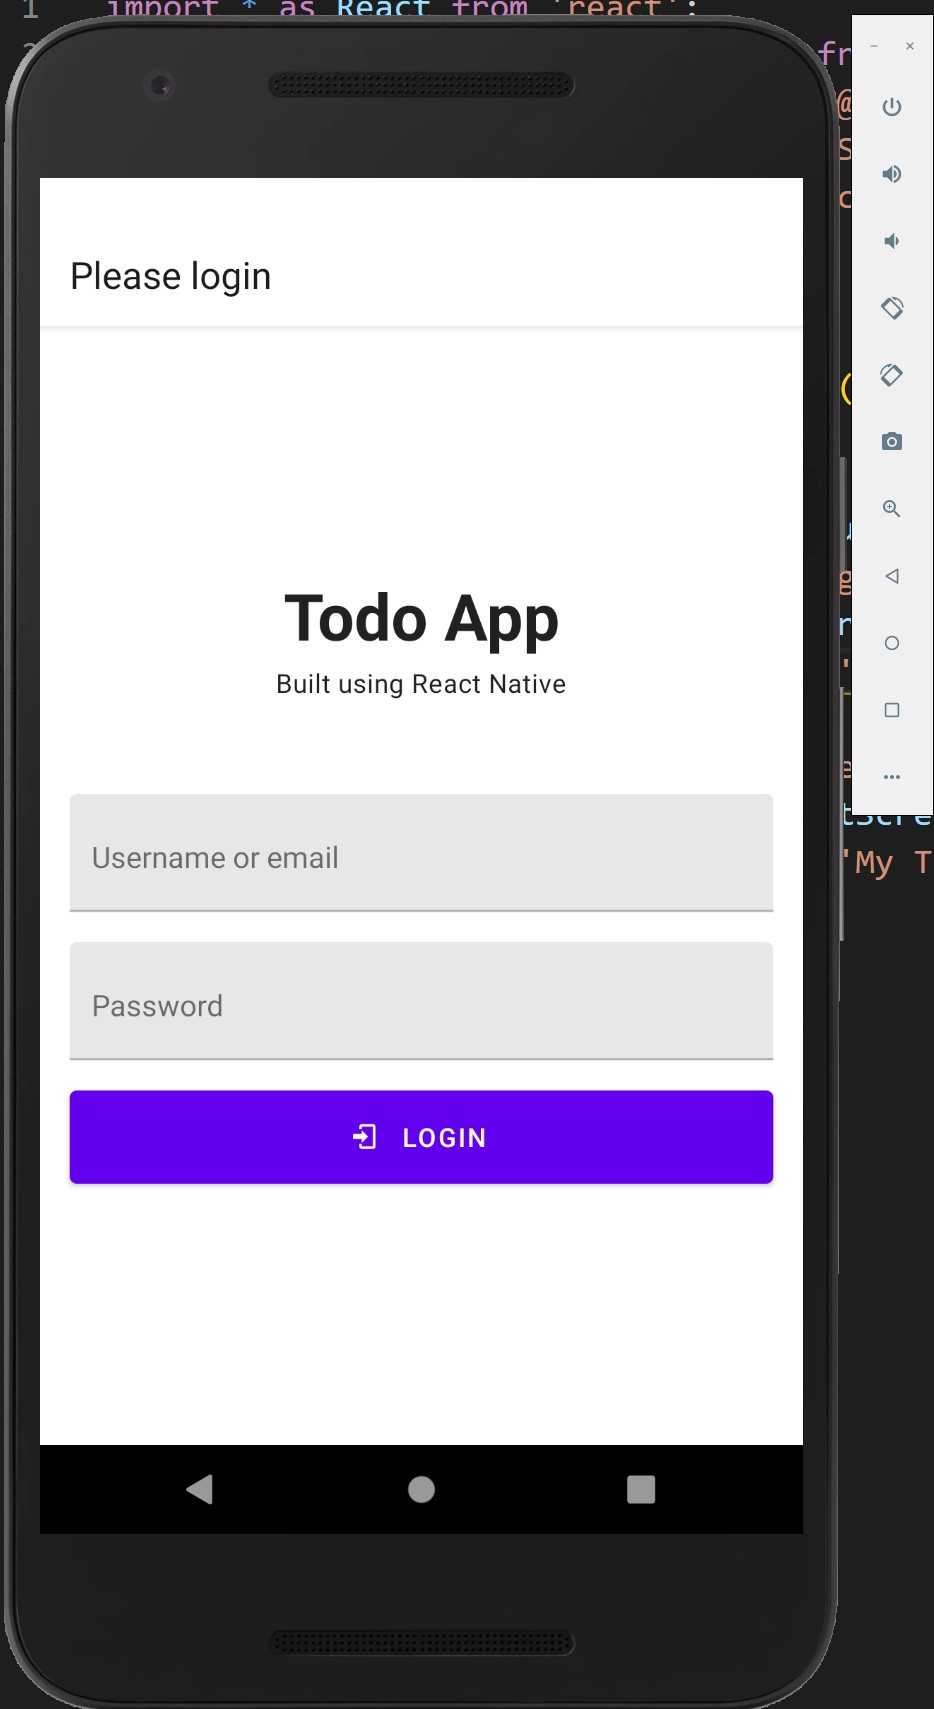 1 import * as React from 'react';
fr
Please login
Todo App
Built using React Native
Username or email
Password
LOGIN
'My T